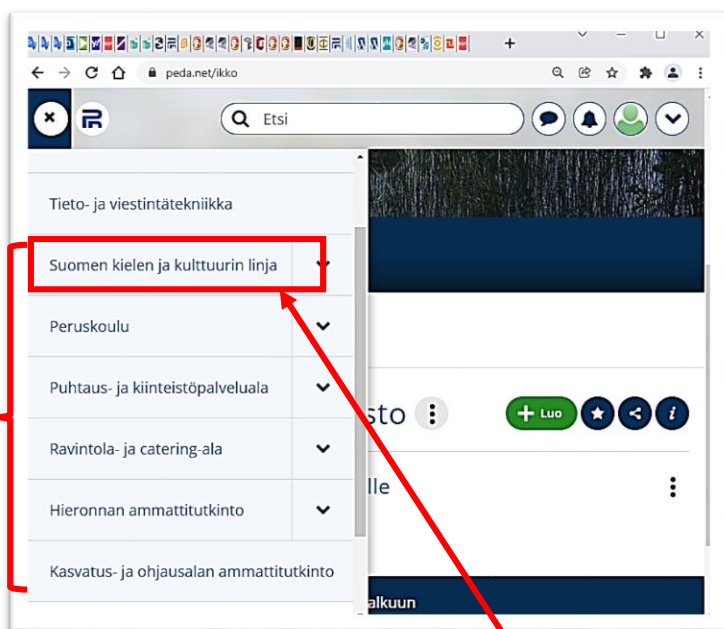 peda.net/ikko
Etsi
Tieto- ja viestintätekniikka
Suomen kielen ja kulttuurin linja
Peruskoulu
Puhtaus- ja kiinteistöpalveluala
Ravintola- ja catering-ala
Hieronnan ammattitutkinto
Kasvatus- ja ohjausalan ammattitutkinto
sto
+ Luo
lle
alkuun